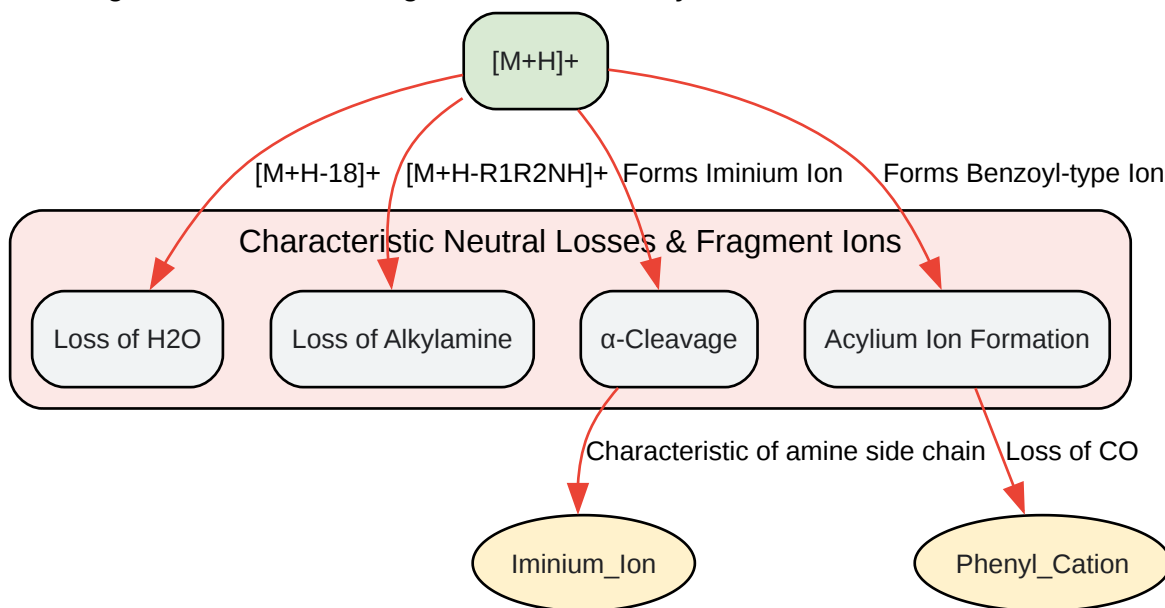 [M+H]+
[M+H-18]+
[M+H-R1R2NH]+
Forms Iminium Ion
Forms Benzoyl-type Ion
Characteristic Neutral Losses & Fragment Ions
Loss of H2O
Loss of Alkylamine
α-Cleavage
Acylium Ion Formation
Characteristic of amine side chain
Loss of CO
Iminium_Ion
Phenyl_Cation